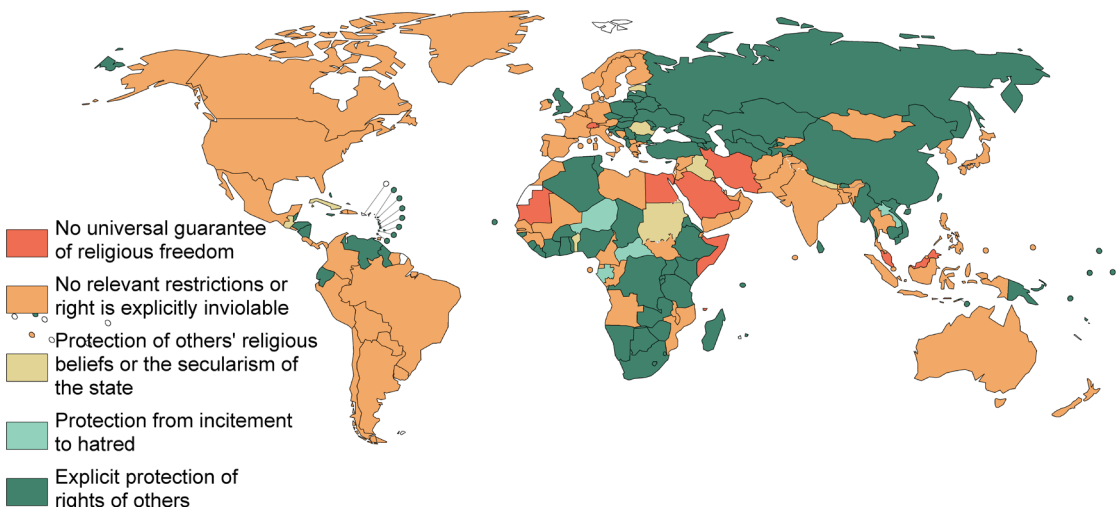 No universal guarantee
of religious freedom
No relevant restrictions or
right is explicitly inviolable
Protection of others' religious
beliefs or the secularism of
the state
Protection from incitement
to hatred
Explicit protection of
rights of others